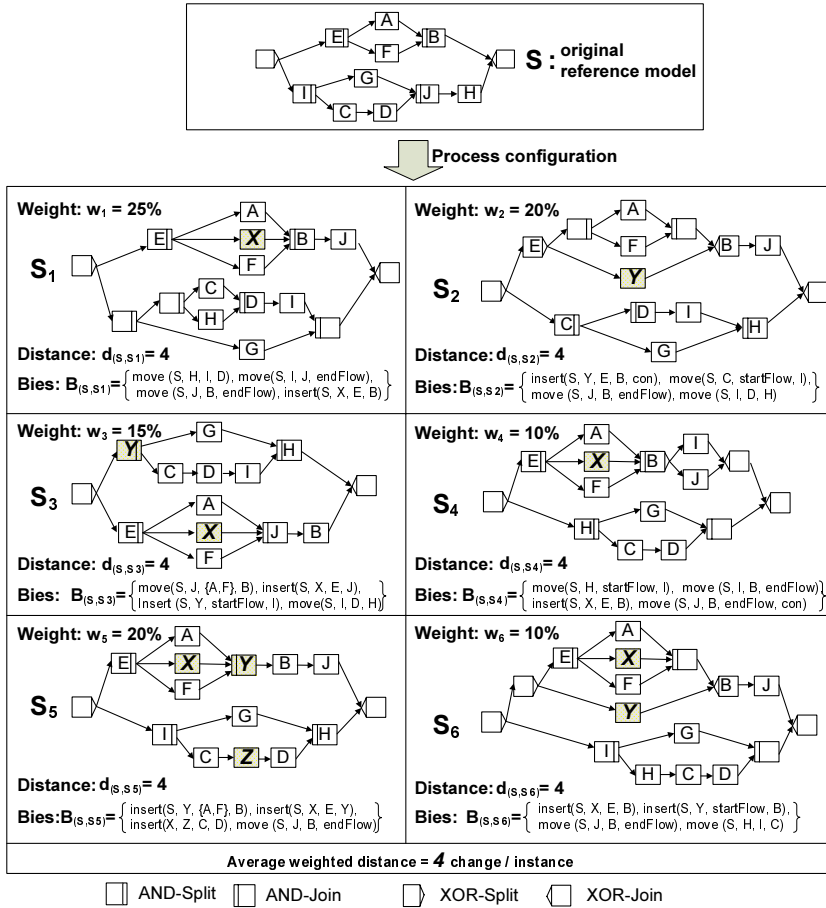 A
E
B
F
S : original
reference model
G
I
J
H
C
D
Process configuration
Weight: w1 = 25%
A
E
X
B
J
F
S1
C
D
I
H
G
Distance: d(S,S1)= 4
Bies: B(S,S1)={ move (S, H, I, D), move(S, I, J, endFlow),
move (S, J, B, endFlow), insert(S, X, E, B) }
Weight: w2 = 20%
A
E
F
B
J
Y
S2
D
I
C
H
G
Distance: d(S,S2)= 4
Bies: B(S,S2)={ insert(S, Y, E, B, con), move(S, C, startFlow, I),
move (S, J, B, endFlow), move (S, I, D, H) }
Weight: w3 = 15%
Y
G
H
C
D
I
S3
A
E
X
J
B
F
Distance: d(S,S3)= 4
Bies: B(S,S3)={ move(S, J, {A,F}, B), insert(S, X, E, J),
Insert (S, Y, startFlow, I), move(S, I, D, H) }
Weight: w4 = 10%
A
I
E
X
B
F
J
S4
H
G
C
D
Distance: d(S,S4)= 4
Bies: B(S,S4)={ move(S, H, startFlow, I), move (S, I, B, endFlow)
insert(S, X, E, B), move (S, J, B, endFlow, con) }
Weight: w5 = 20%
A
E
X
Y
B
J
F
S5
G
I
H
C
Z
D
Distance: d(S,S5)= 4
Bies:B(S,S5)={ insert(S, Y, {A,F}, B), insert(S, X, E, Y),
insert(X, Z, C, D), move (S, J, B, endFlow) }
Weight: w6 = 10%
A
E
X
F
B
J
Y
S6
I
G
H
C
D
Distance: d(S,S6)= 4
Bies: B(S,S6)={ insert(S, X, E, B), insert(S, Y, startFlow, B),
move (S, J, B, endFlow), move (S, H, I, C) }
Average weighted distance = 4 change / instance
AND-Split AND-Join XOR-Split XOR-Join